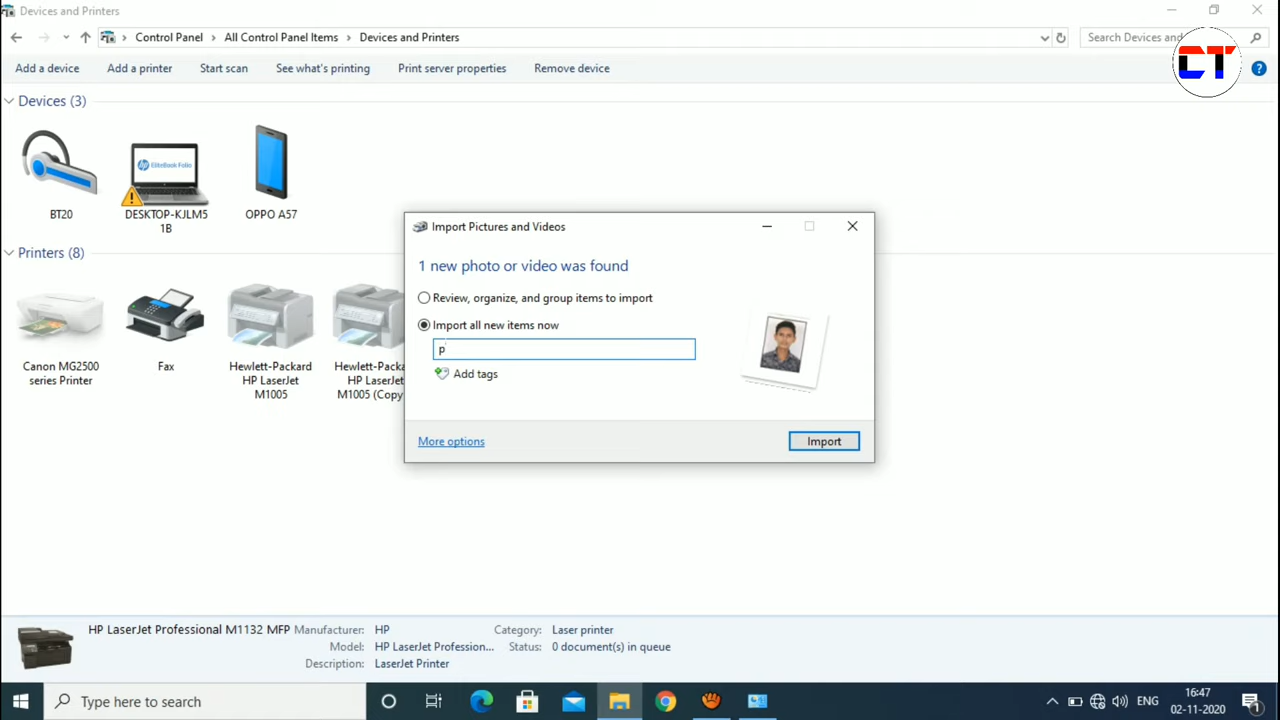 Devices and Printers
Control Panel > All Control Panel Items > Devices and Printers
Search Devices and
CT
Add a device Add a printer Start scan See what's printing Print server properties Remove device
Devices (3)
EliteBook Folio
BT20
DESKTOP-KJLM5
1B
OPPO A57
Printers (8)
Canon MG2500
series Printer
Fax
Hewlett-Packard
HP LaserJet
M1005
Hewlett-Packa
HP LaserJet
M1005 (Copy
Import Pictures and Videos
1 new photo or video was found
Review, organize, and group items to import
Import all new items now
p
Add tags
More options
Import
HP LaserJet Professional M1132 MFP Manufacturer: HP Category: Laser printer
Model: HP LaserJet Profession... Status: 0 document(s) in queue
Description: LaserJet Printer
Type here to search
ENG
16:47
02-11-2020
1